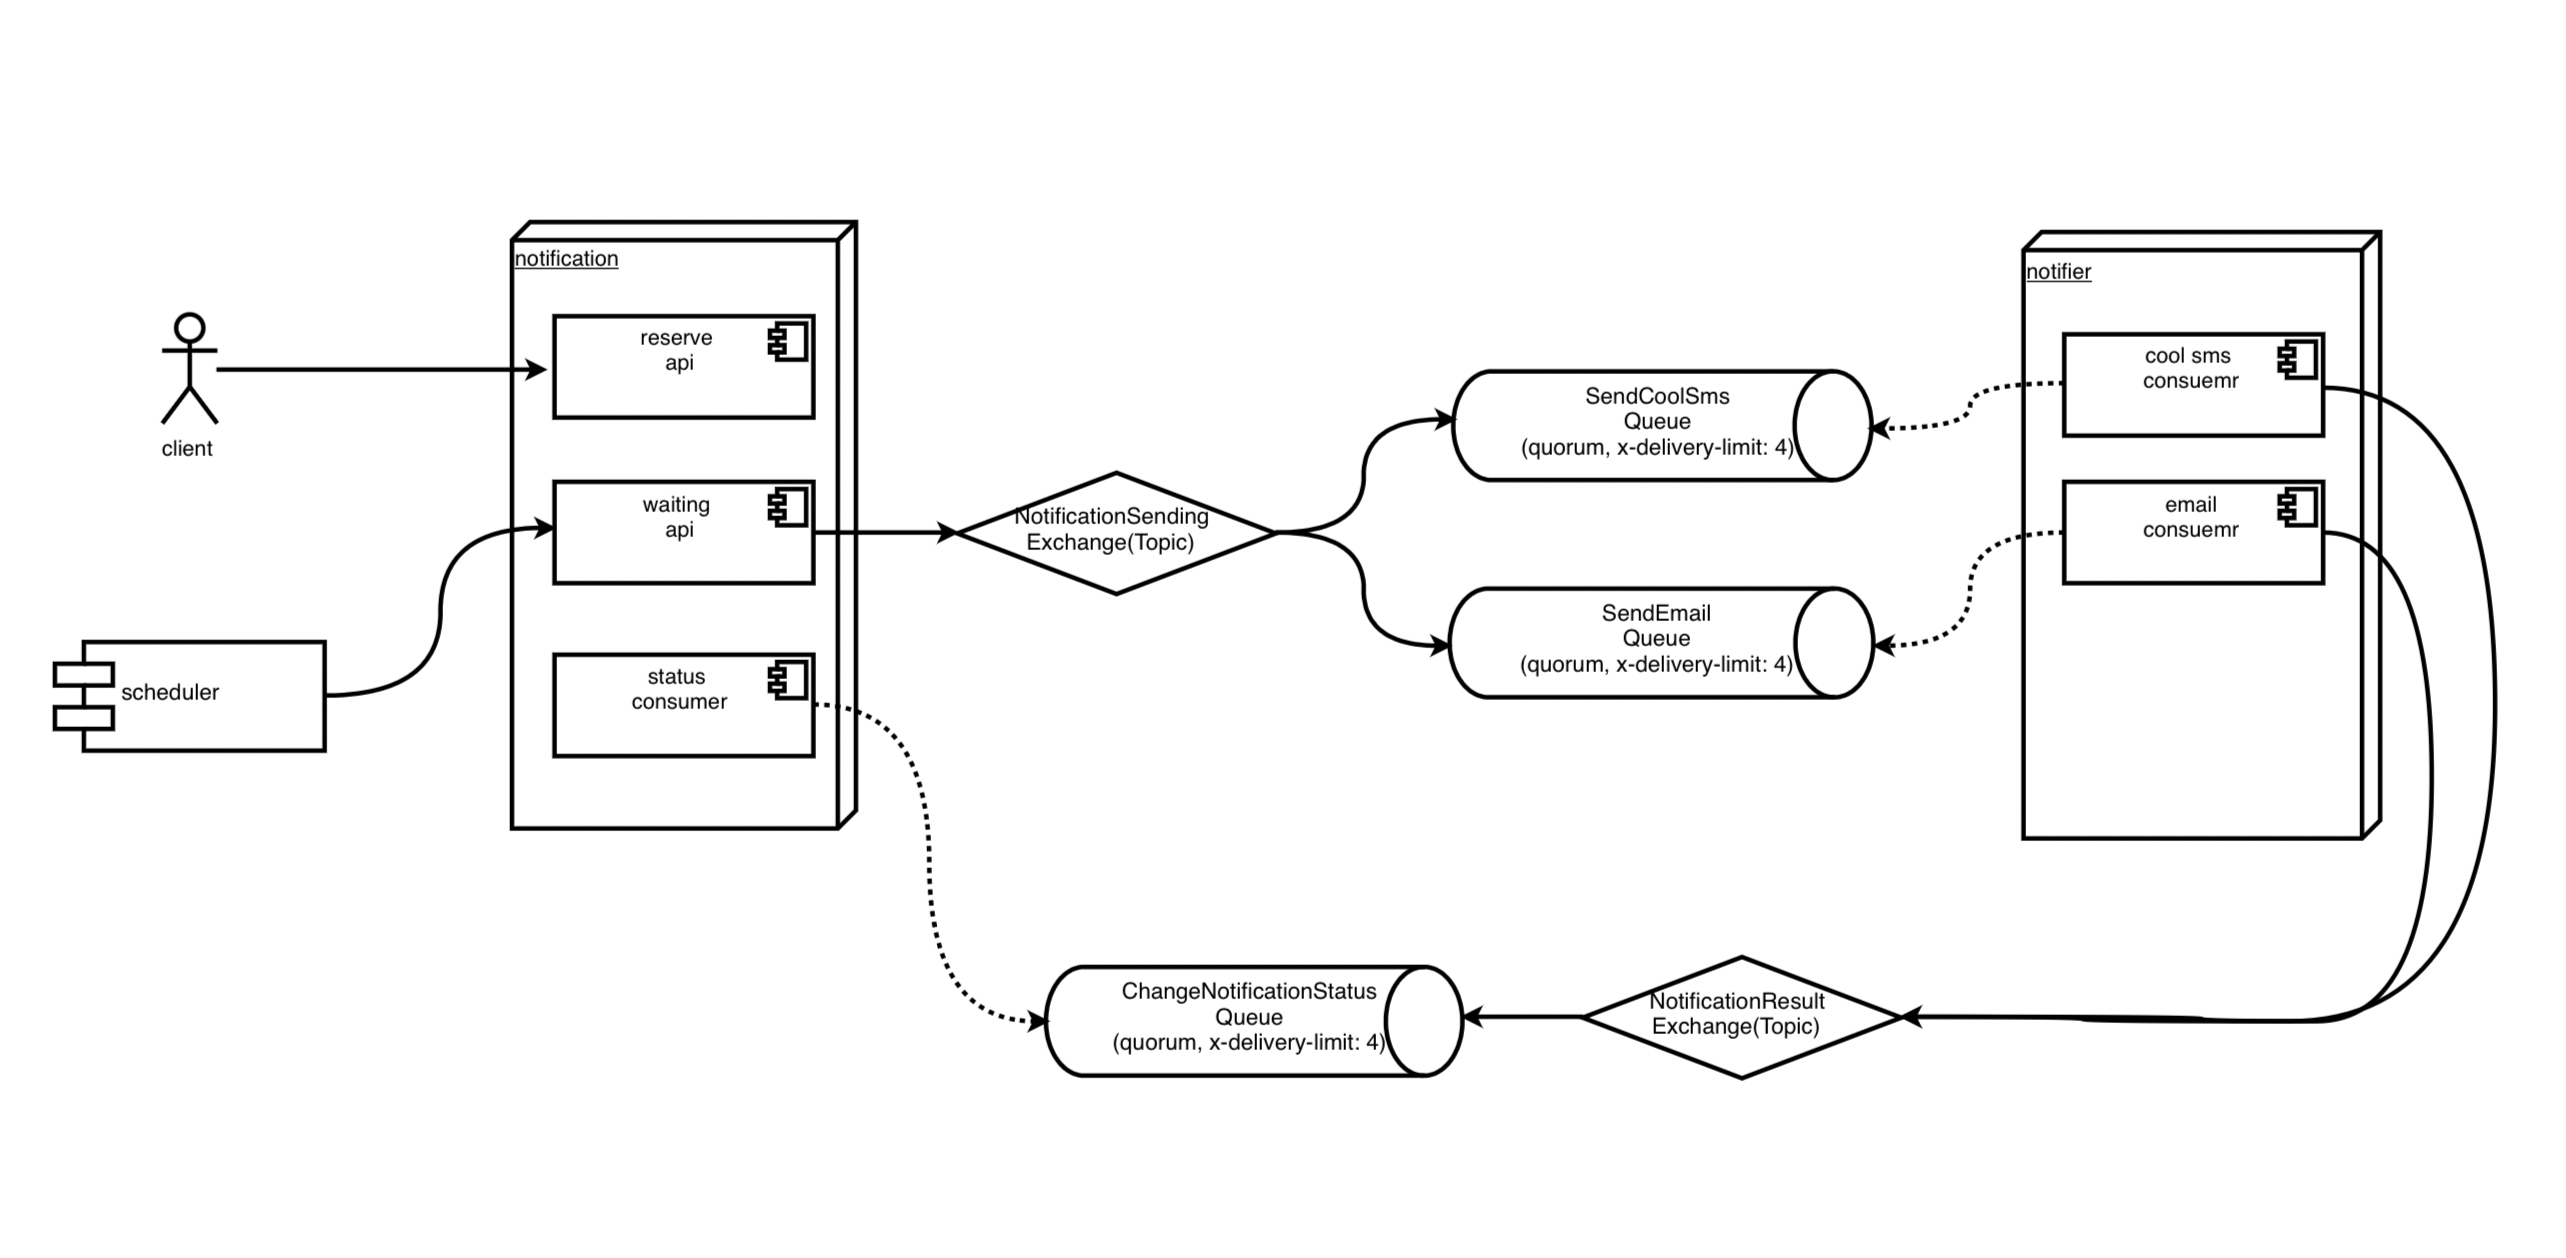 notification
reserve
api
client
waiting
api
scheduler
status
consumer
NotificationSending
Exchange(Topic)
SendCoolSms
Queue
(quorum, x-delivery-limit: 4)
SendEmail
Queue
(quorum, x-delivery-limit: 4)
notifier
cool sms
consuemr
email
consuemr
ChangeNotificationStatus
Queue
(quorum, x-delivery-limit: 4)
NotificationResult
Exchange(Topic)